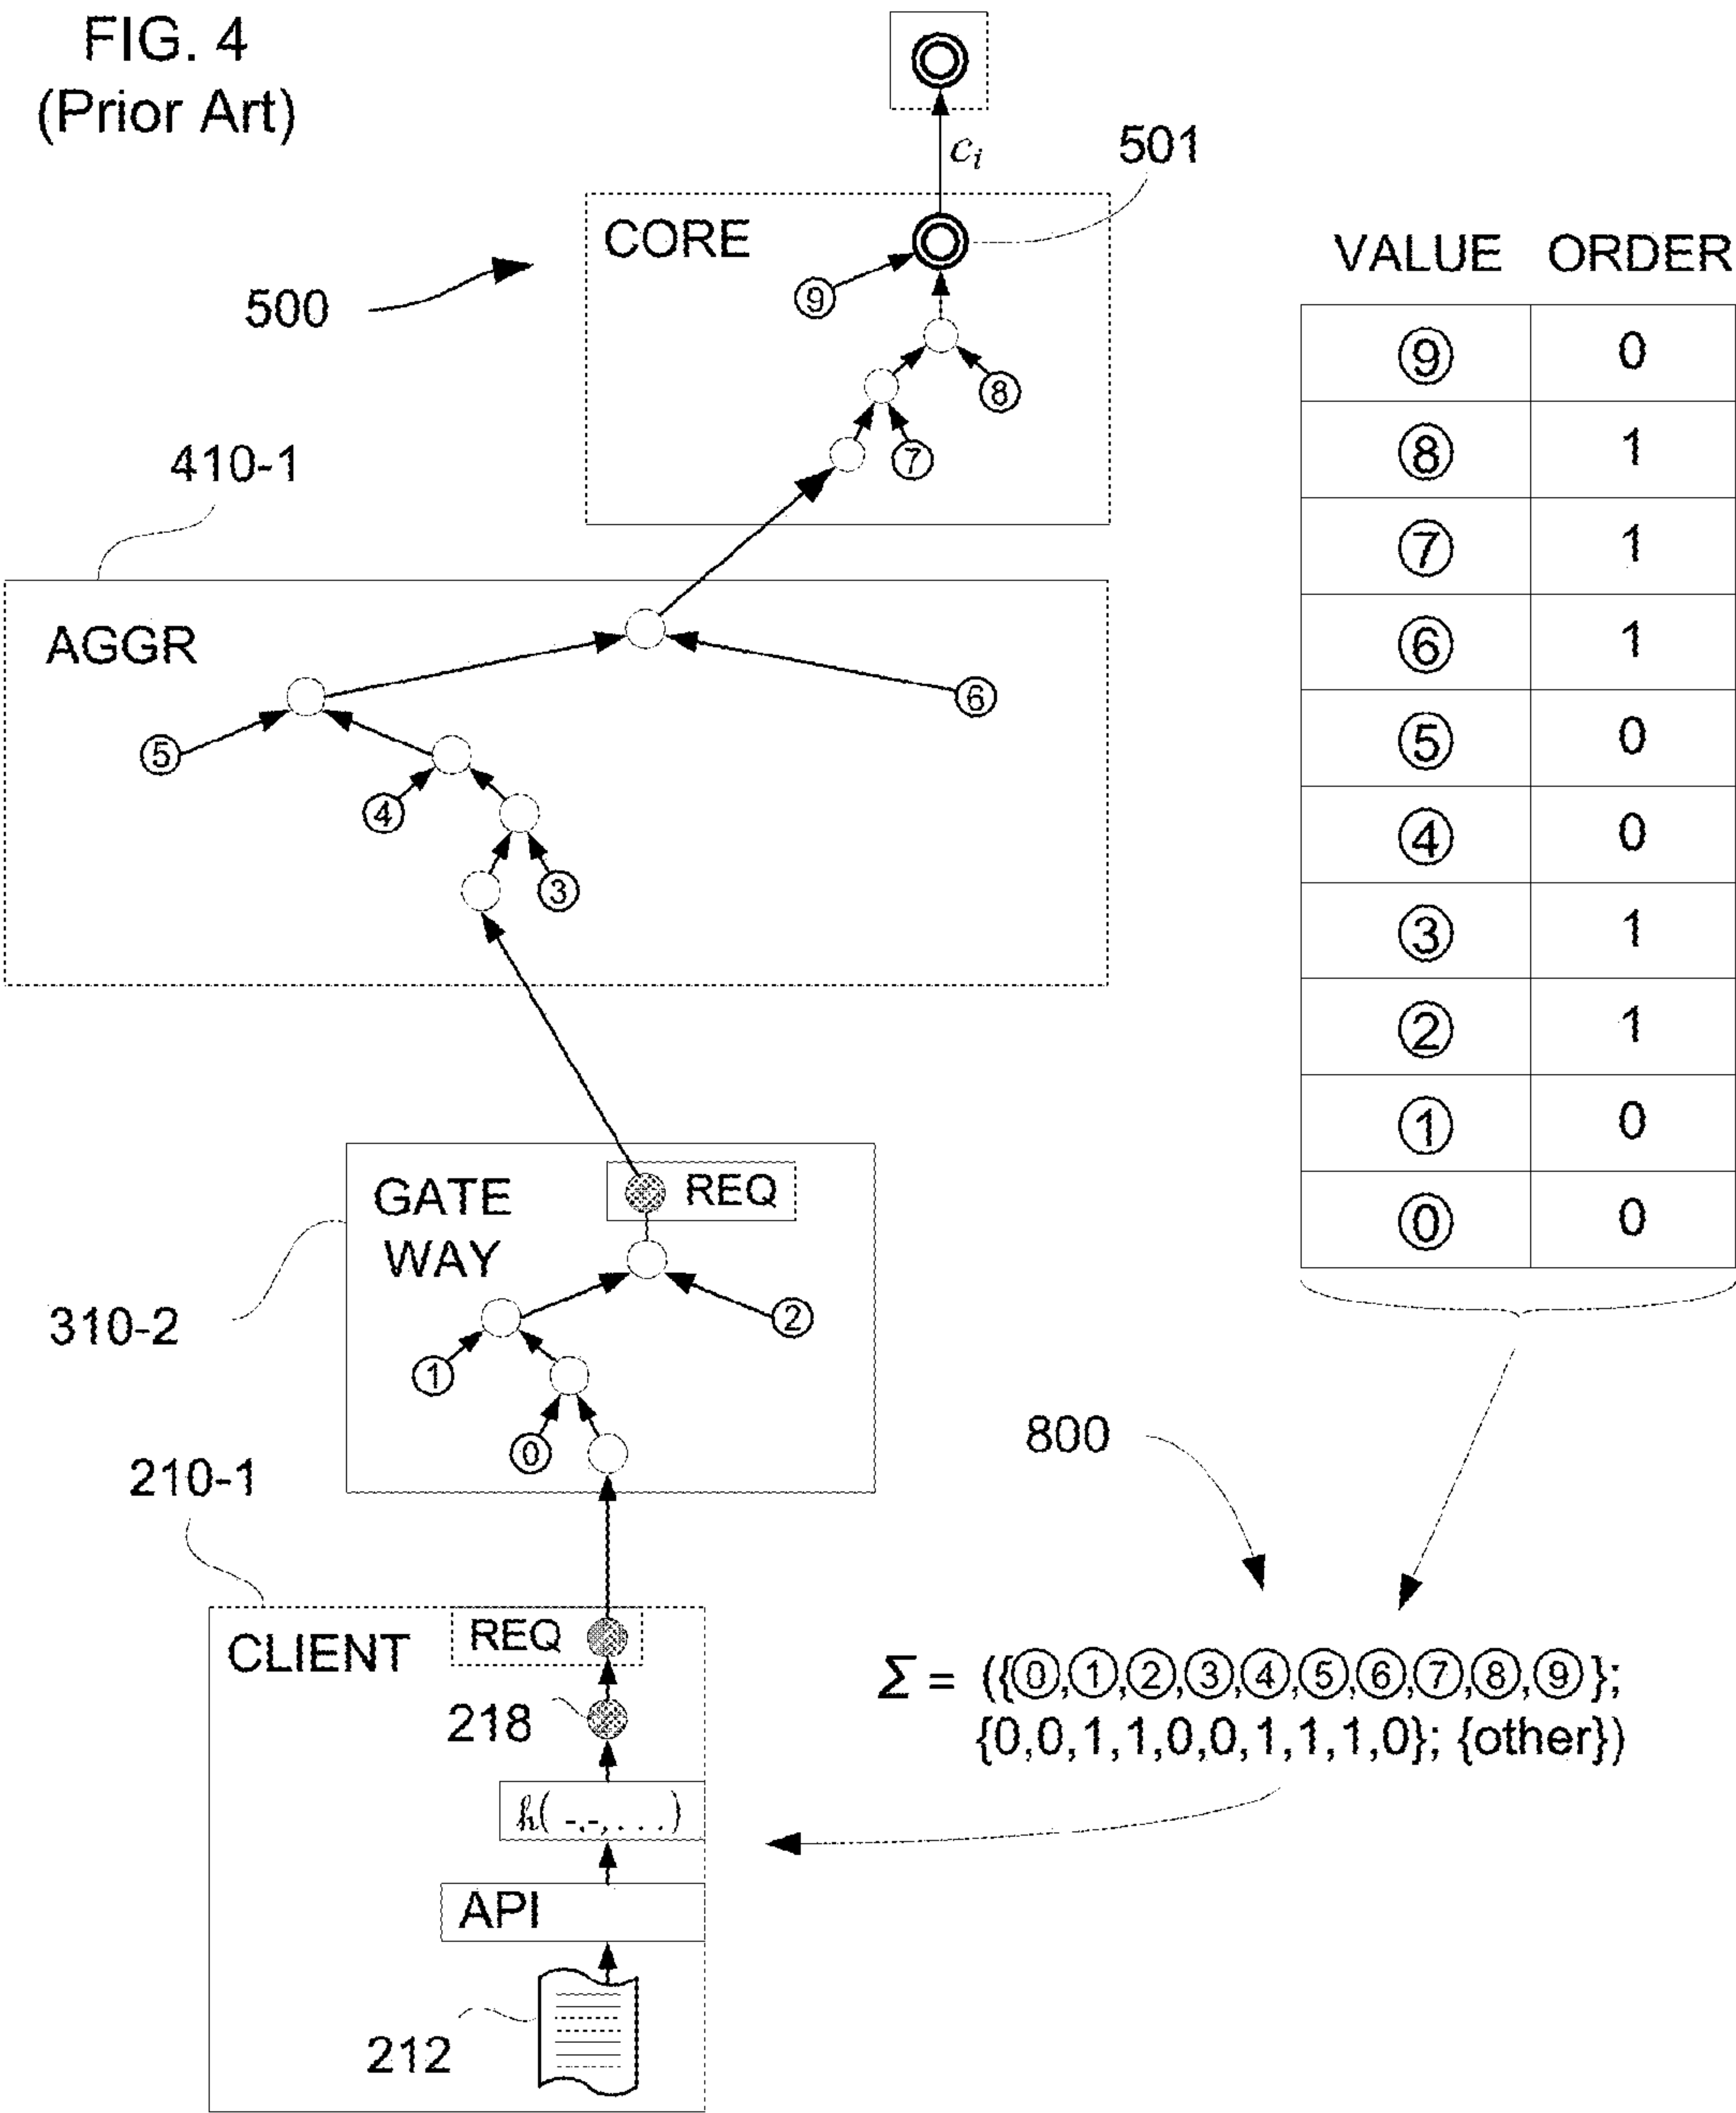 FIG. 4
(Prior Art)
c_i
501
CORE
500
⑨
⑧
⑦
410-1
AGGR
⑥
⑤
④
③
GATE
WAY
REQ
310-2
②
①
⓪
210-1
CLIENT
REQ
218
h( -,-, . . . )
API
212
VALUE ORDER
⑨ 0
⑧ 1
⑦ 1
⑥ 1
⑤ 0
④ 0
③ 1
② 1
① 0
⓪ 0
800
Σ = ({⓪,①,②,③,④,⑤,⑥,⑦,⑧,⑨};
{0,0,1,1,0,0,1,1,1,0}; {other})